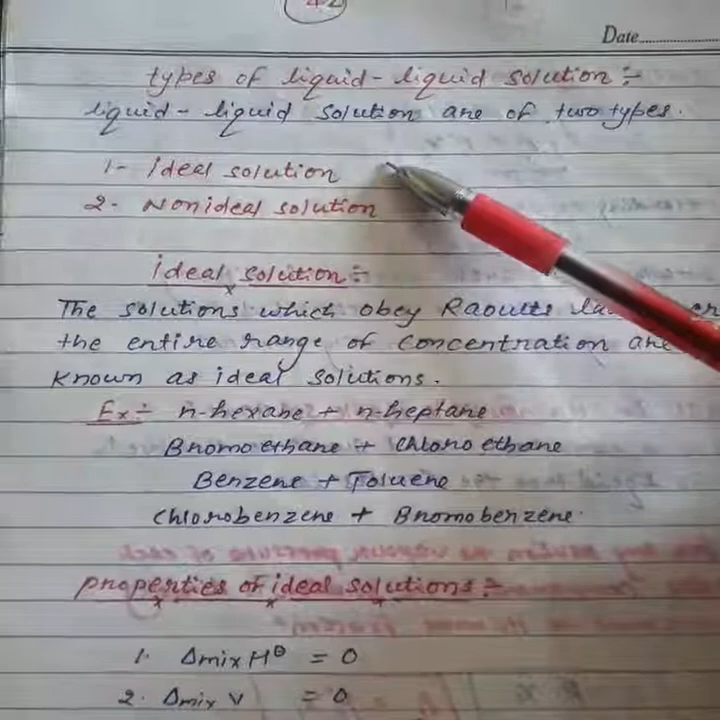 Date
types of liquid-liquid solution :-
liquid-liquid solution are of two types.
1- ideal solution
2- Nonideal solution
ideal solution :-
The solutions which obey Raoults
the entire range of concentration are
known as ideal solutions.
Ex :- n-hexane + n-heptane
Bromoethane + chloroethane
Benzene + Toluene
chlorobenzene + Bromobenzene.
properties of ideal solutions :-
1. ΔmixH⊖ = 0
2. Δmix V = 0